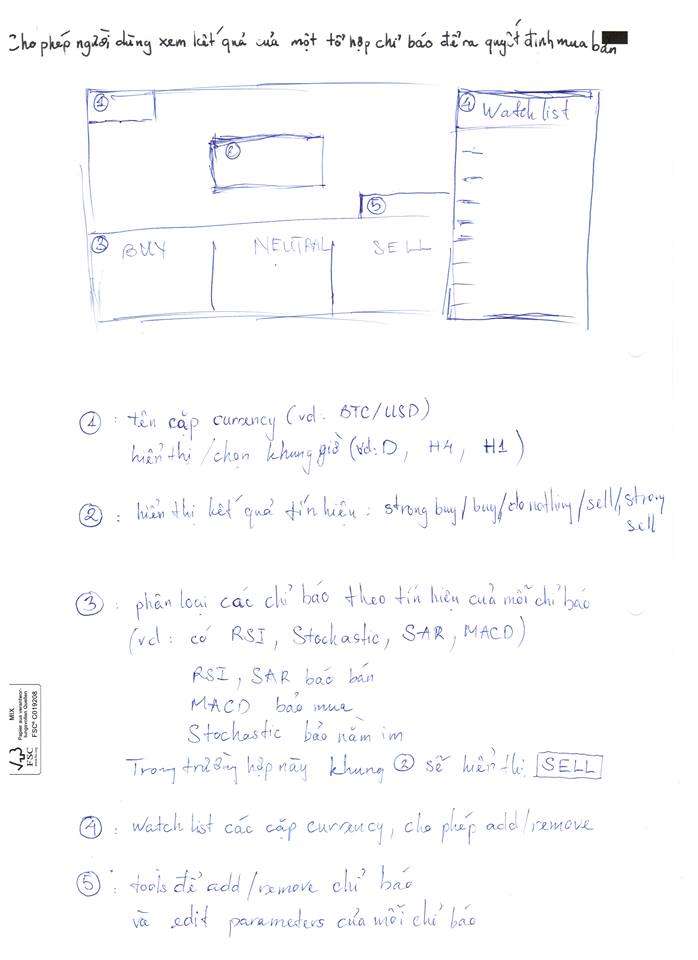 Cho phép người dùng xem kết quả của một tổ hợp chỉ báo để ra quyết định mua bán
①
②
④ Watch list
⑤
③ BUY NEUTRAL SELL
① : tên cặp currency (vd: BTC/USD)
hiển thị/chọn khung giờ (vd: D, H4, H1)
② : hiển thị kết quả tín hiệu : strong buy/buy/do nothing/sell/strong
sell
③ : phân loại các chỉ báo theo tín hiệu của mỗi chỉ báo
(vd: có RSI, Stochastic, SAR, MACD)
RSI, SAR báo bán
MACD bảo mua
Stochastic bảo nằm im
Trong trường hợp này khung ② sẽ hiển thị SELL
④ : watch list các cặp currency, cho phép add/remove
⑤ : tools để add/remove chỉ báo
và edit parameters của mỗi chỉ báo
MIX
Papier aus verantwor-
tungsvollen Quellen
FSC® C019208
FSC